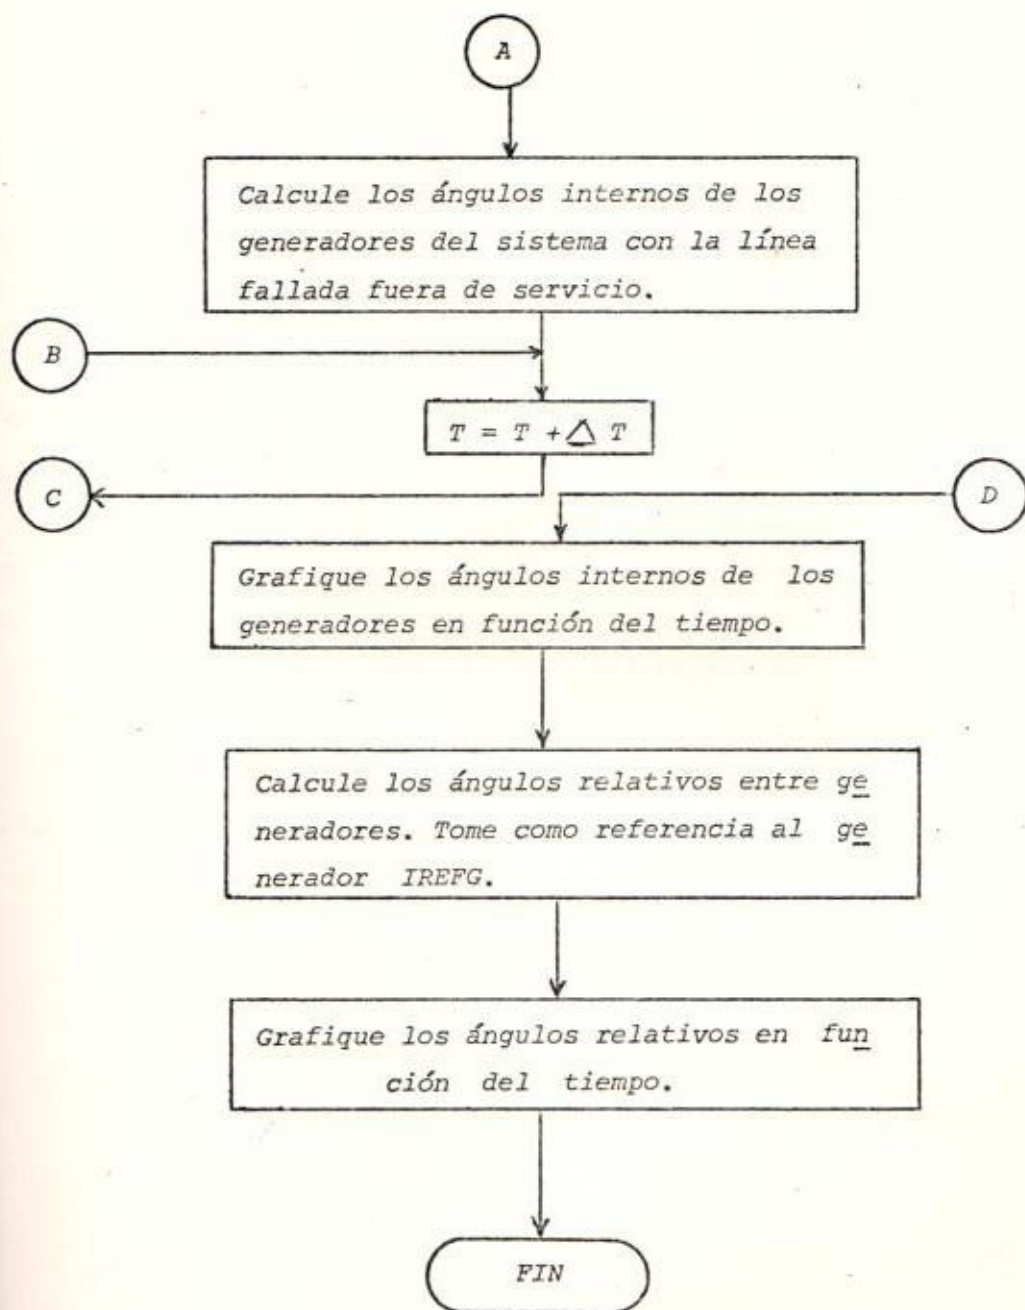 A
Calcule los ángulos internos de los
generadores del sistema con la línea
fallada fuera de servicio.
B
T = T + △ T
C
D
Grafique los ángulos internos de los
generadores en función del tiempo.
Calcule los ángulos relativos entre ge
neradores. Tome como referencia al ge
nerador IREFG.
Grafique los ángulos relativos en fun
ción del tiempo.
FIN